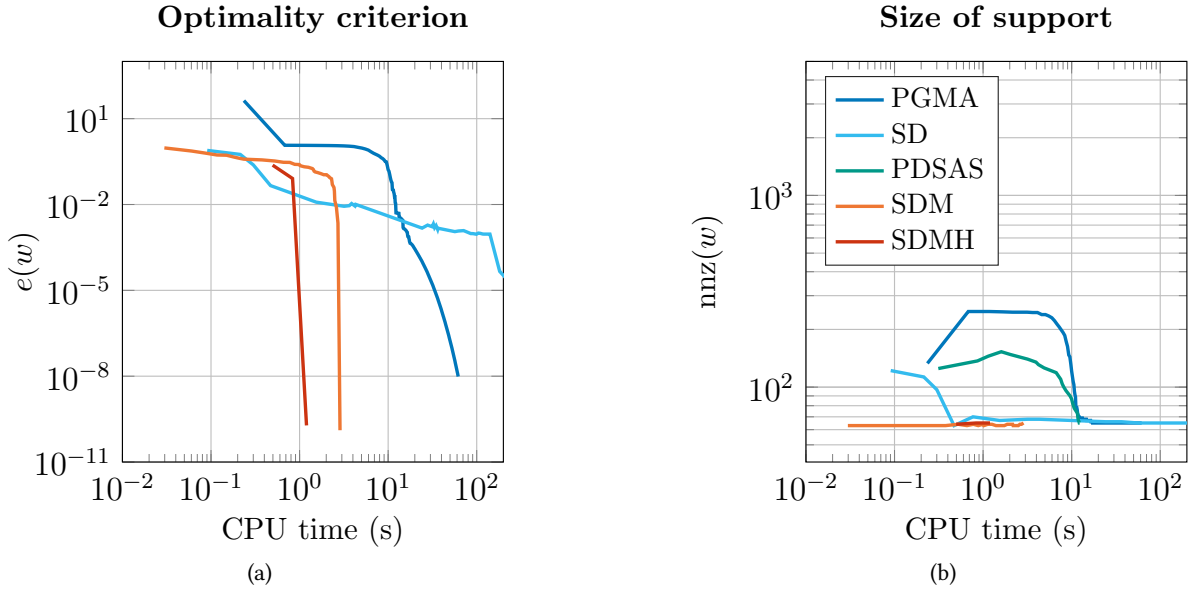 Optimality criterion
10^1
10^{-2}
10^{-5}
10^{-8}
10^{-11}
e(w)
10^{-2} 10^{-1} 10^0 10^1 10^2
CPU time (s)
(a)
Size of support
PGMA
SD
PDSAS
SDM
SDMH
10^3
10^2
nnz(w)
10^{-2} 10^{-1} 10^0 10^1 10^2
CPU time (s)
(b)